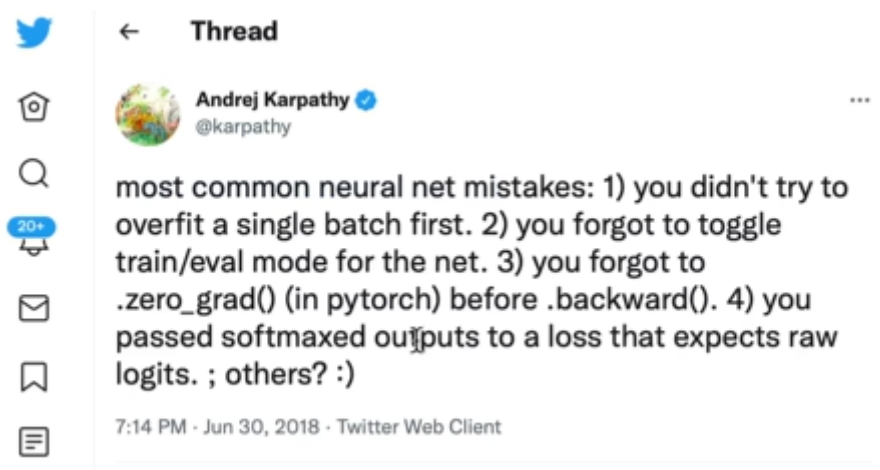 Thread
Andrej Karpathy
@karpathy
most common neural net mistakes: 1) you didn't try to
overfit a single batch first. 2) you forgot to toggle
train/eval mode for the net. 3) you forgot to
.zero_grad() (in pytorch) before .backward(). 4) you
passed softmaxed outputs to a loss that expects raw
logits. ; others? :)
20+
7:14 PM · Jun 30, 2018 · Twitter Web Client